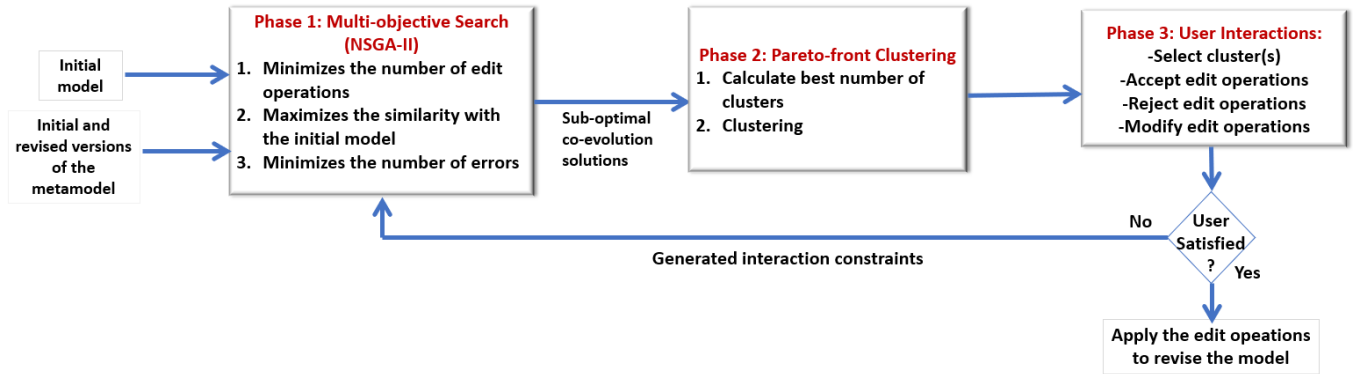 Initial
model
Initial and
revised versions
of the
metamodel
Phase 1: Multi-objective Search
(NSGA-II)
1. Minimizes the number of edit
operations
2. Maximizes the similarity with
the initial model
3. Minimizes the number of errors
Sub-optimal
co-evolution
solutions
Phase 2: Pareto-front Clustering
1. Calculate best number of
clusters
2. Clustering
Phase 3: User Interactions:
-Select cluster(s)
-Accept edit operations
-Reject edit operations
-Modify edit operations
User
Satisfied
?
No
Generated interaction constraints
Yes
Apply the edit opeations
to revise the model